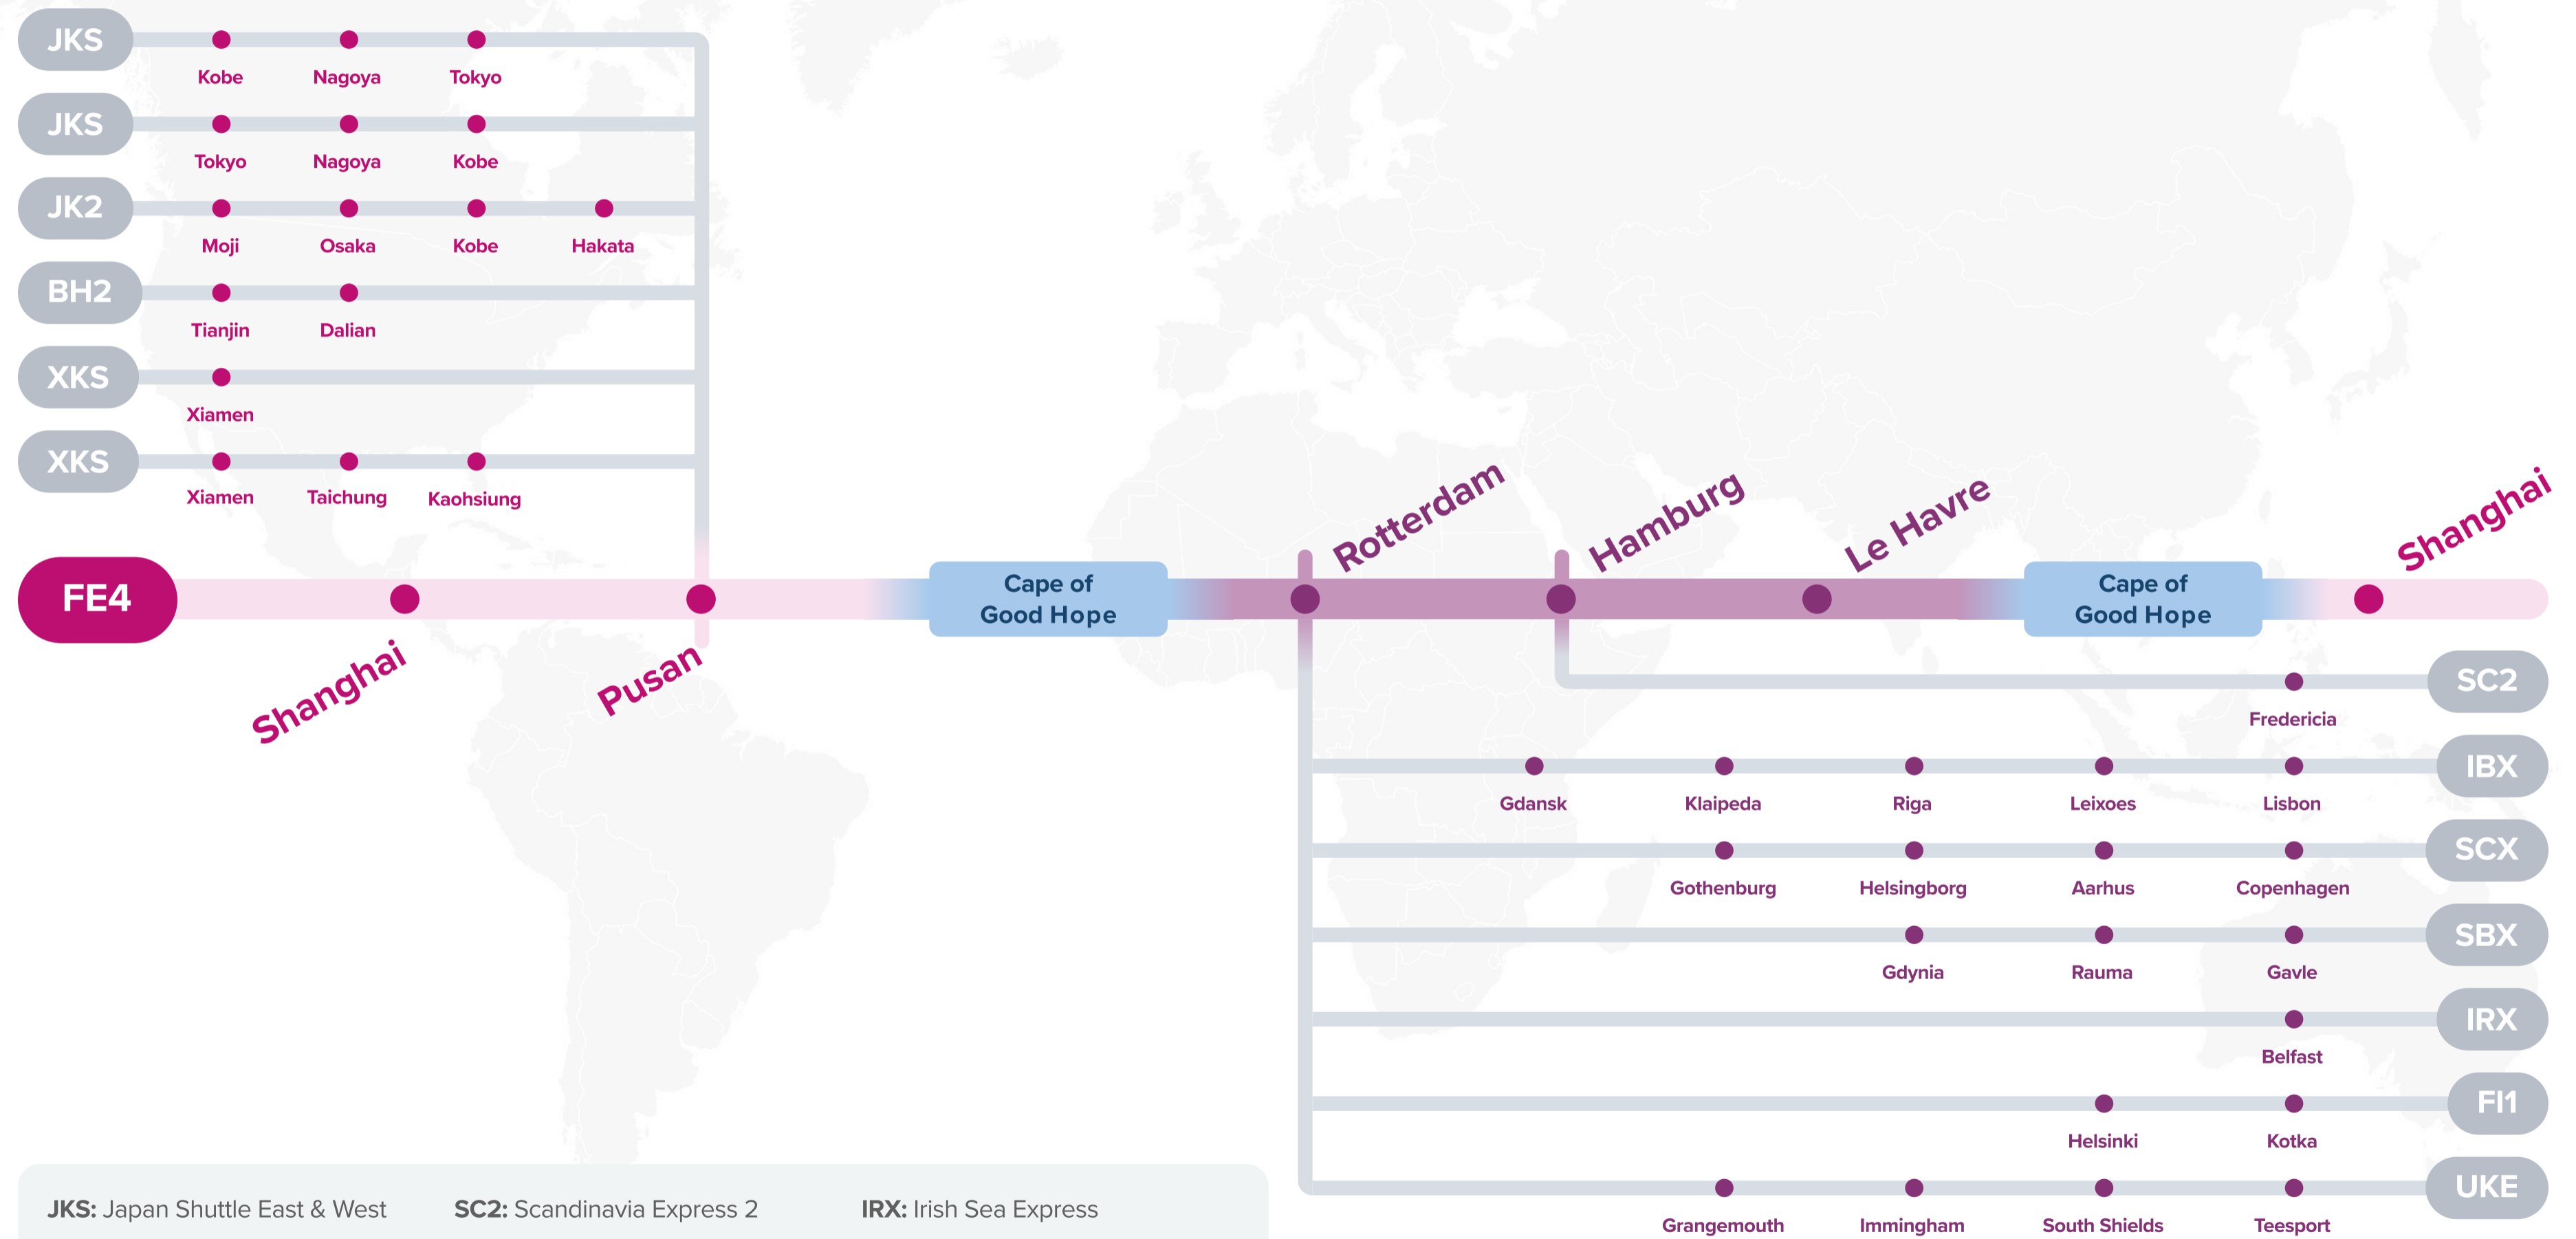 JKS
Kobe Nagoya Tokyo
JKS
Tokyo Nagoya Kobe
JK2
Moji Osaka Kobe Hakata
BH2
Tianjin Dalian
XKS
Xiamen
XKS
Xiamen Taichung Kaohsiung
FE4
Shanghai
Pusan
Cape of
Good Hope
Rotterdam
Hamburg
Le Havre
Cape of
Good Hope
Shanghai
SC2
Fredericia
IBX
Gdansk Klaipeda Riga Leixoes Lisbon
SCX
Gothenburg Helsingborg Aarhus Copenhagen
SBX
Gdynia Rauma Gavle
IRX
Belfast
FI1
Helsinki Kotka
UKE
Grangemouth Immingham South Shields Teesport
JKS: Japan Shuttle East & West SC2: Scandinavia Express 2 IRX: Irish Sea Express